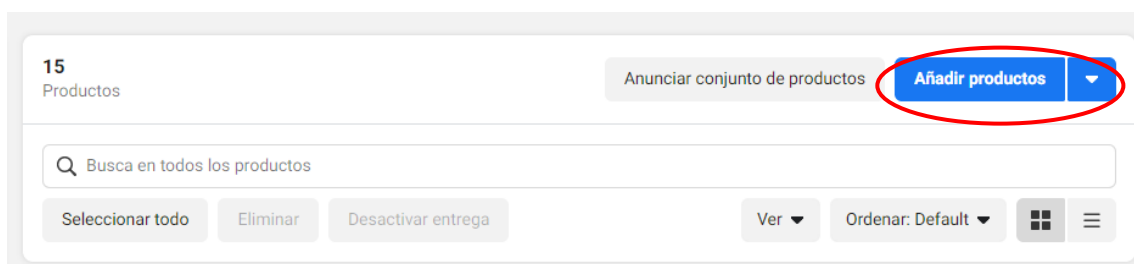 15
Productos
Anunciar conjunto de productos
Añadir productos
Busca en todos los productos
Seleccionar todo
Eliminar
Desactivar entrega
Ver
Ordenar: Default